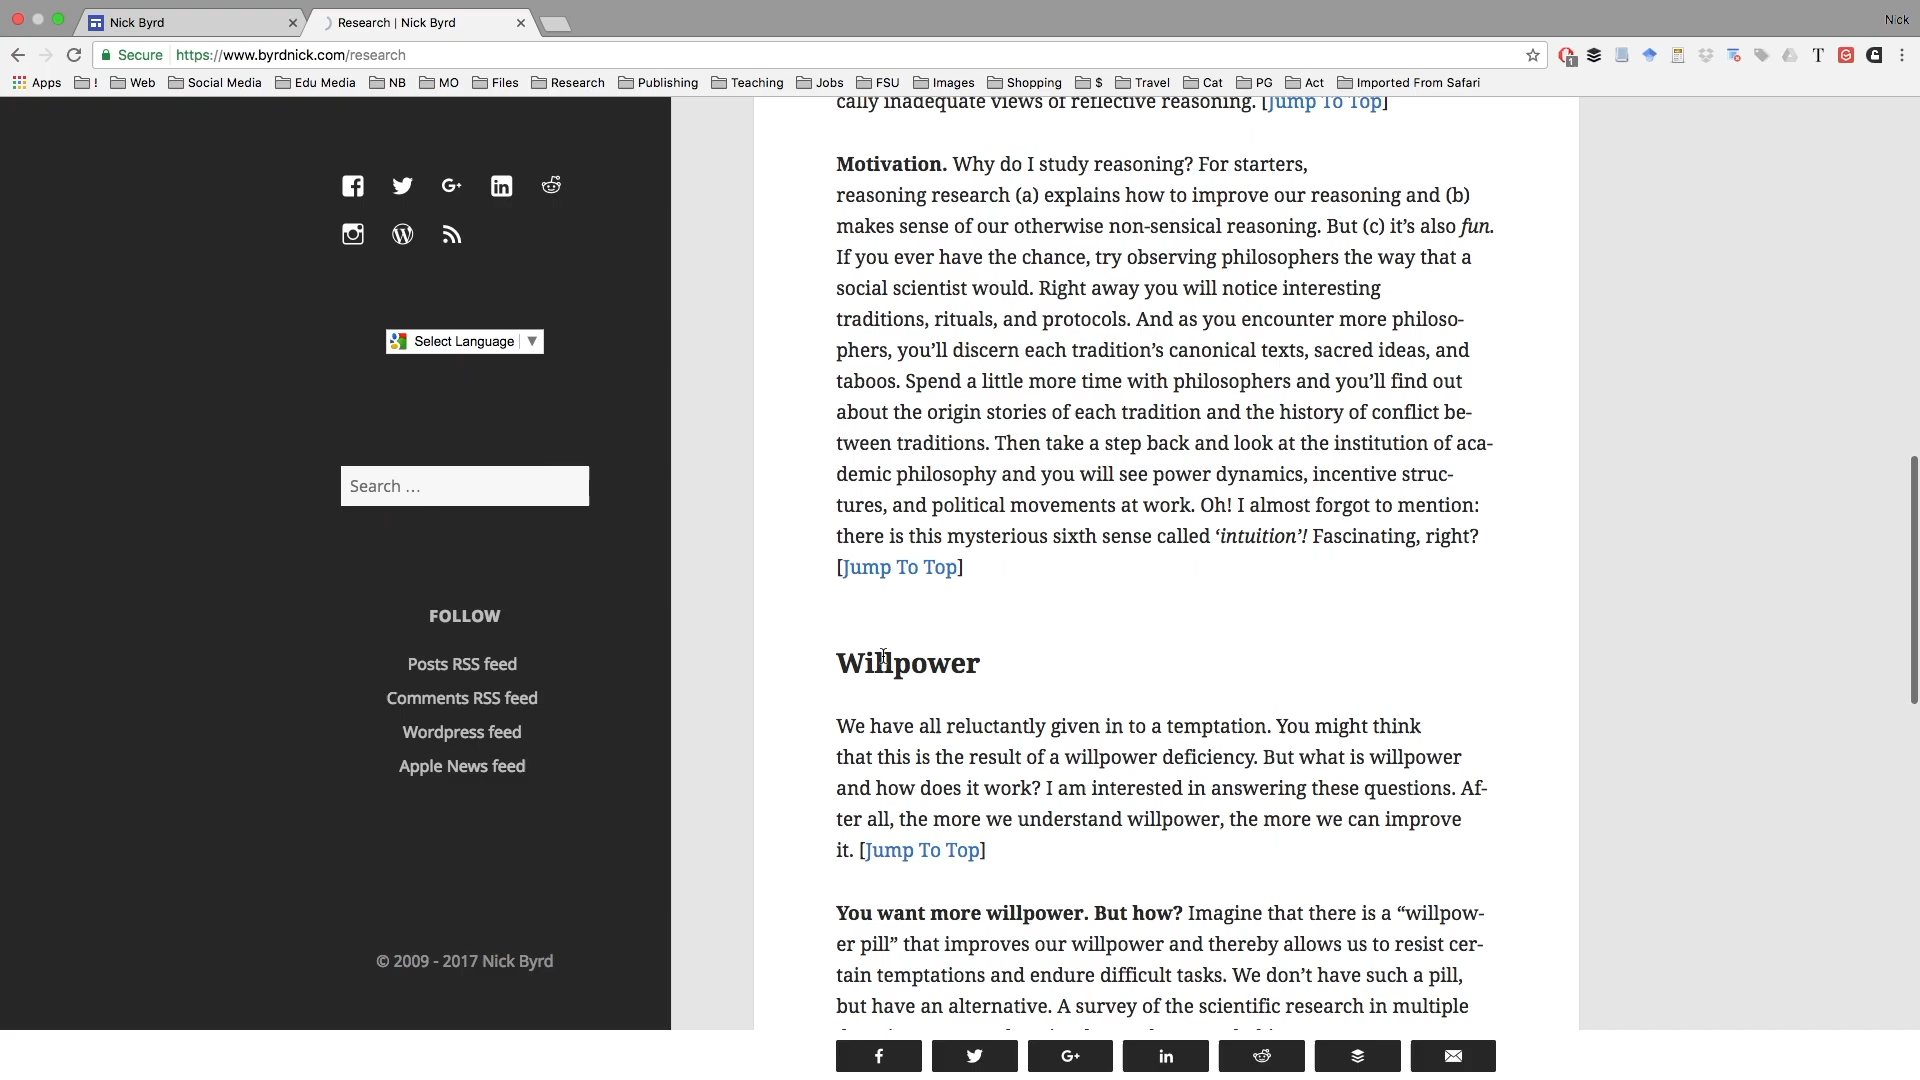 Nick Byrd
Research | Nick Byrd
Nick
Secure
https://www.byrdnick.com/research
1
T
Apps
!
Web
Social Media
Edu Media
NB
MO
Files
Research
Publishing
Teaching
Jobs
FSU
Images
Shopping
$
Travel
Cat
PG
Act
Imported From Safari
Select Language
Search …
FOLLOW
Posts RSS feed
Comments RSS feed
Wordpress feed
Apple News feed
© 2009 - 2017 Nick Byrd
cally inadequate views of reflective reasoning. [Jump To Top]
Motivation. Why do I study reasoning? For starters,
reasoning research (a) explains how to improve our reasoning and (b)
makes sense of our otherwise non-sensical reasoning. But (c) it’s also fun.
If you ever have the chance, try observing philosophers the way that a
social scientist would. Right away you will notice interesting
traditions, rituals, and protocols. And as you encounter more philoso-
phers, you’ll discern each tradition’s canonical texts, sacred ideas, and
taboos. Spend a little more time with philosophers and you’ll find out
about the origin stories of each tradition and the history of conflict be-
tween traditions. Then take a step back and look at the institution of aca-
demic philosophy and you will see power dynamics, incentive struc-
tures, and political movements at work. Oh! I almost forgot to mention:
there is this mysterious sixth sense called ‘intuition’! Fascinating, right?
[Jump To Top]
Willpower
We have all reluctantly given in to a temptation. You might think
that this is the result of a willpower deficiency. But what is willpower
and how does it work? I am interested in answering these questions. Af-
ter all, the more we understand willpower, the more we can improve
it. [Jump To Top]
You want more willpower. But how? Imagine that there is a “willpow-
er pill” that improves our willpower and thereby allows us to resist cer-
tain temptations and endure difficult tasks. We don’t have such a pill,
but have an alternative. A survey of the scientific research in multiple